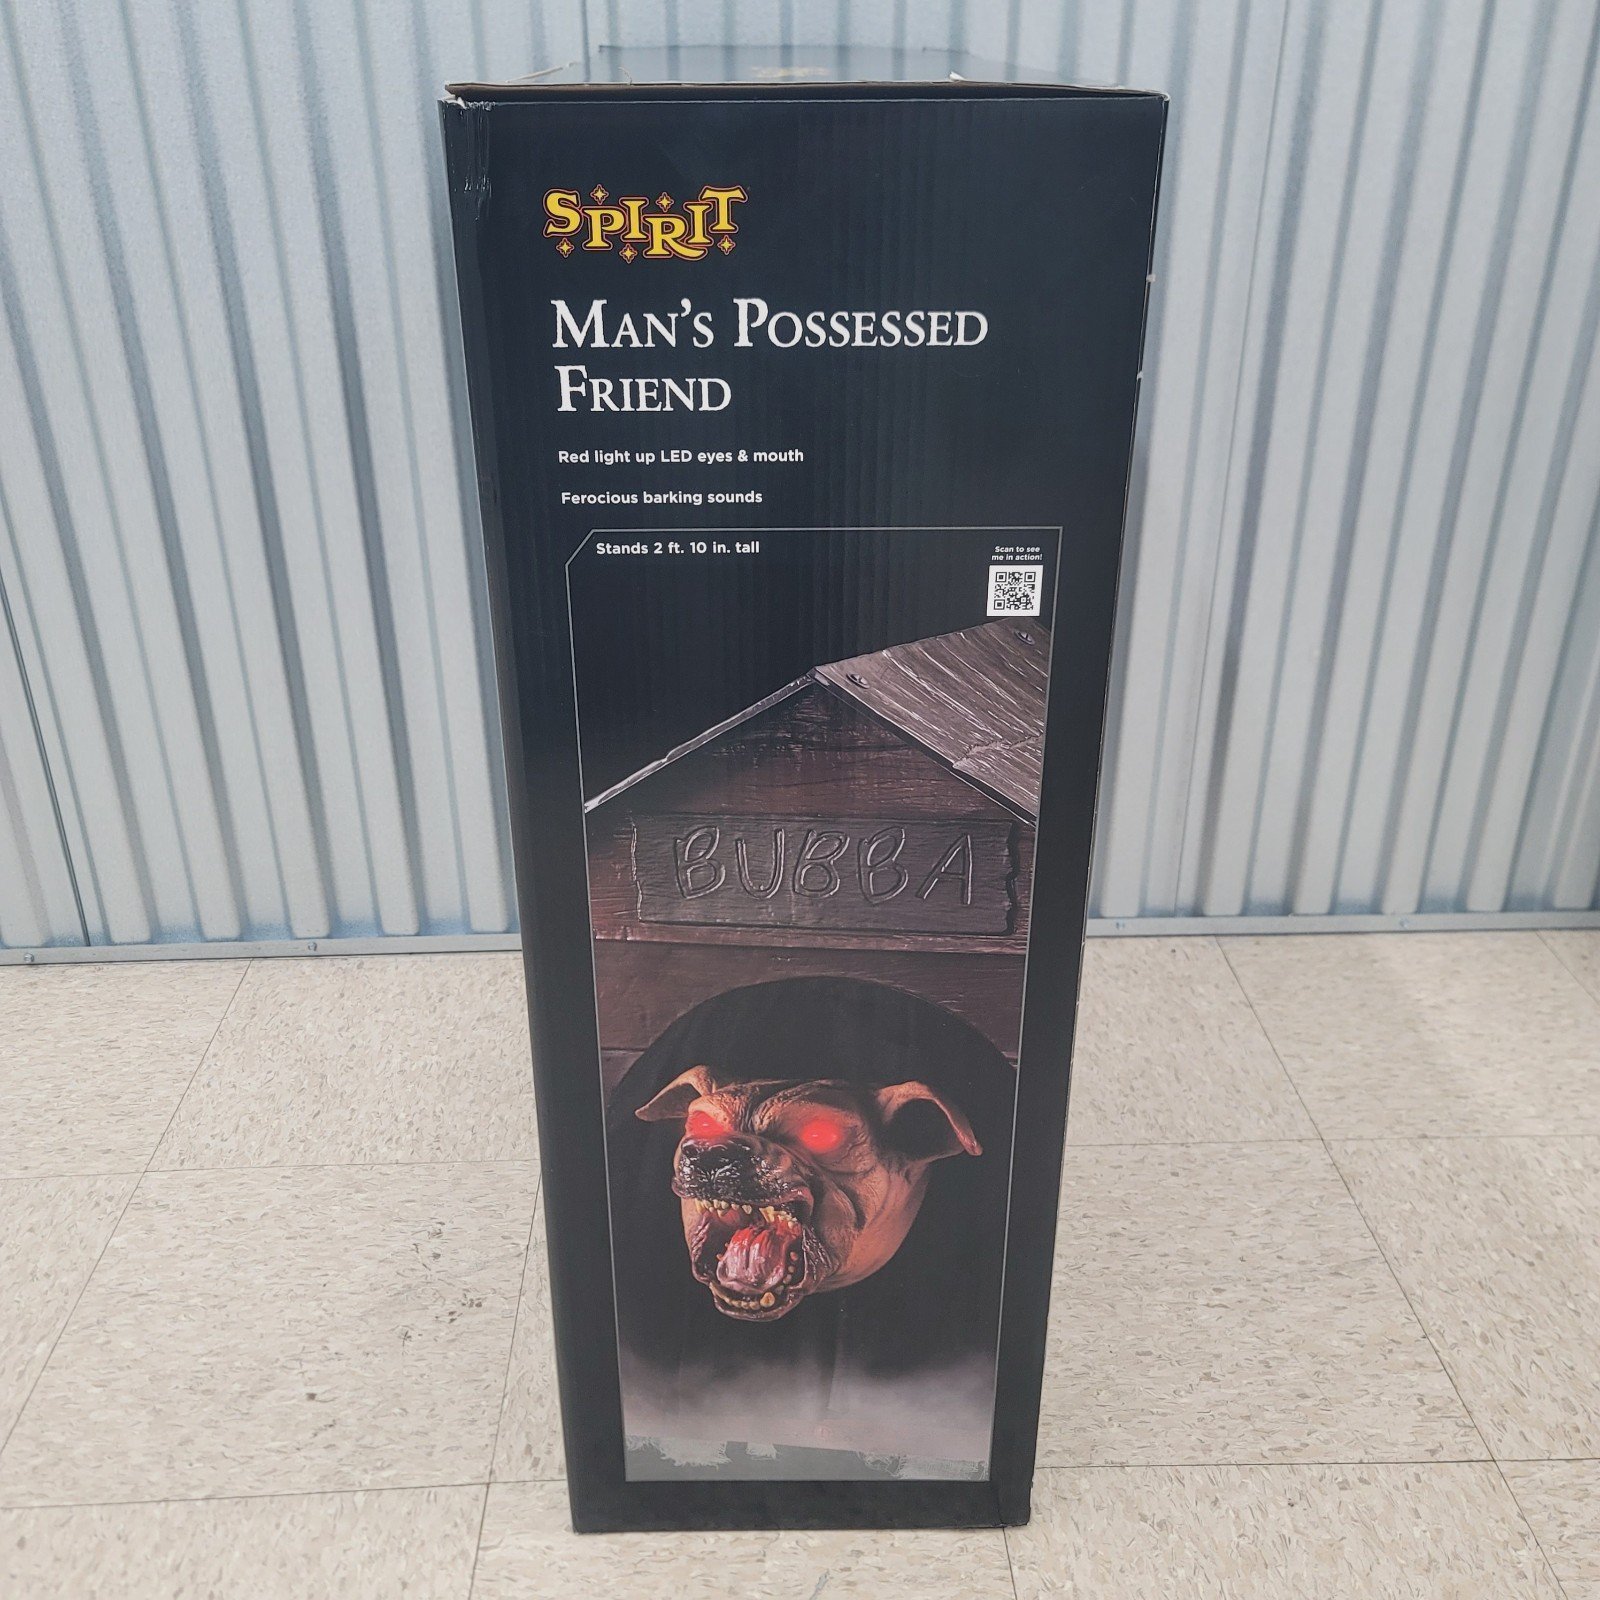 SPIRIT
MAN'S POSSESSED
FRIEND
Red light up LED eyes & mouth
Ferocious barking sounds
Stands 2 ft. 10 in. tall
Scan to see
me in action!
BUBBA